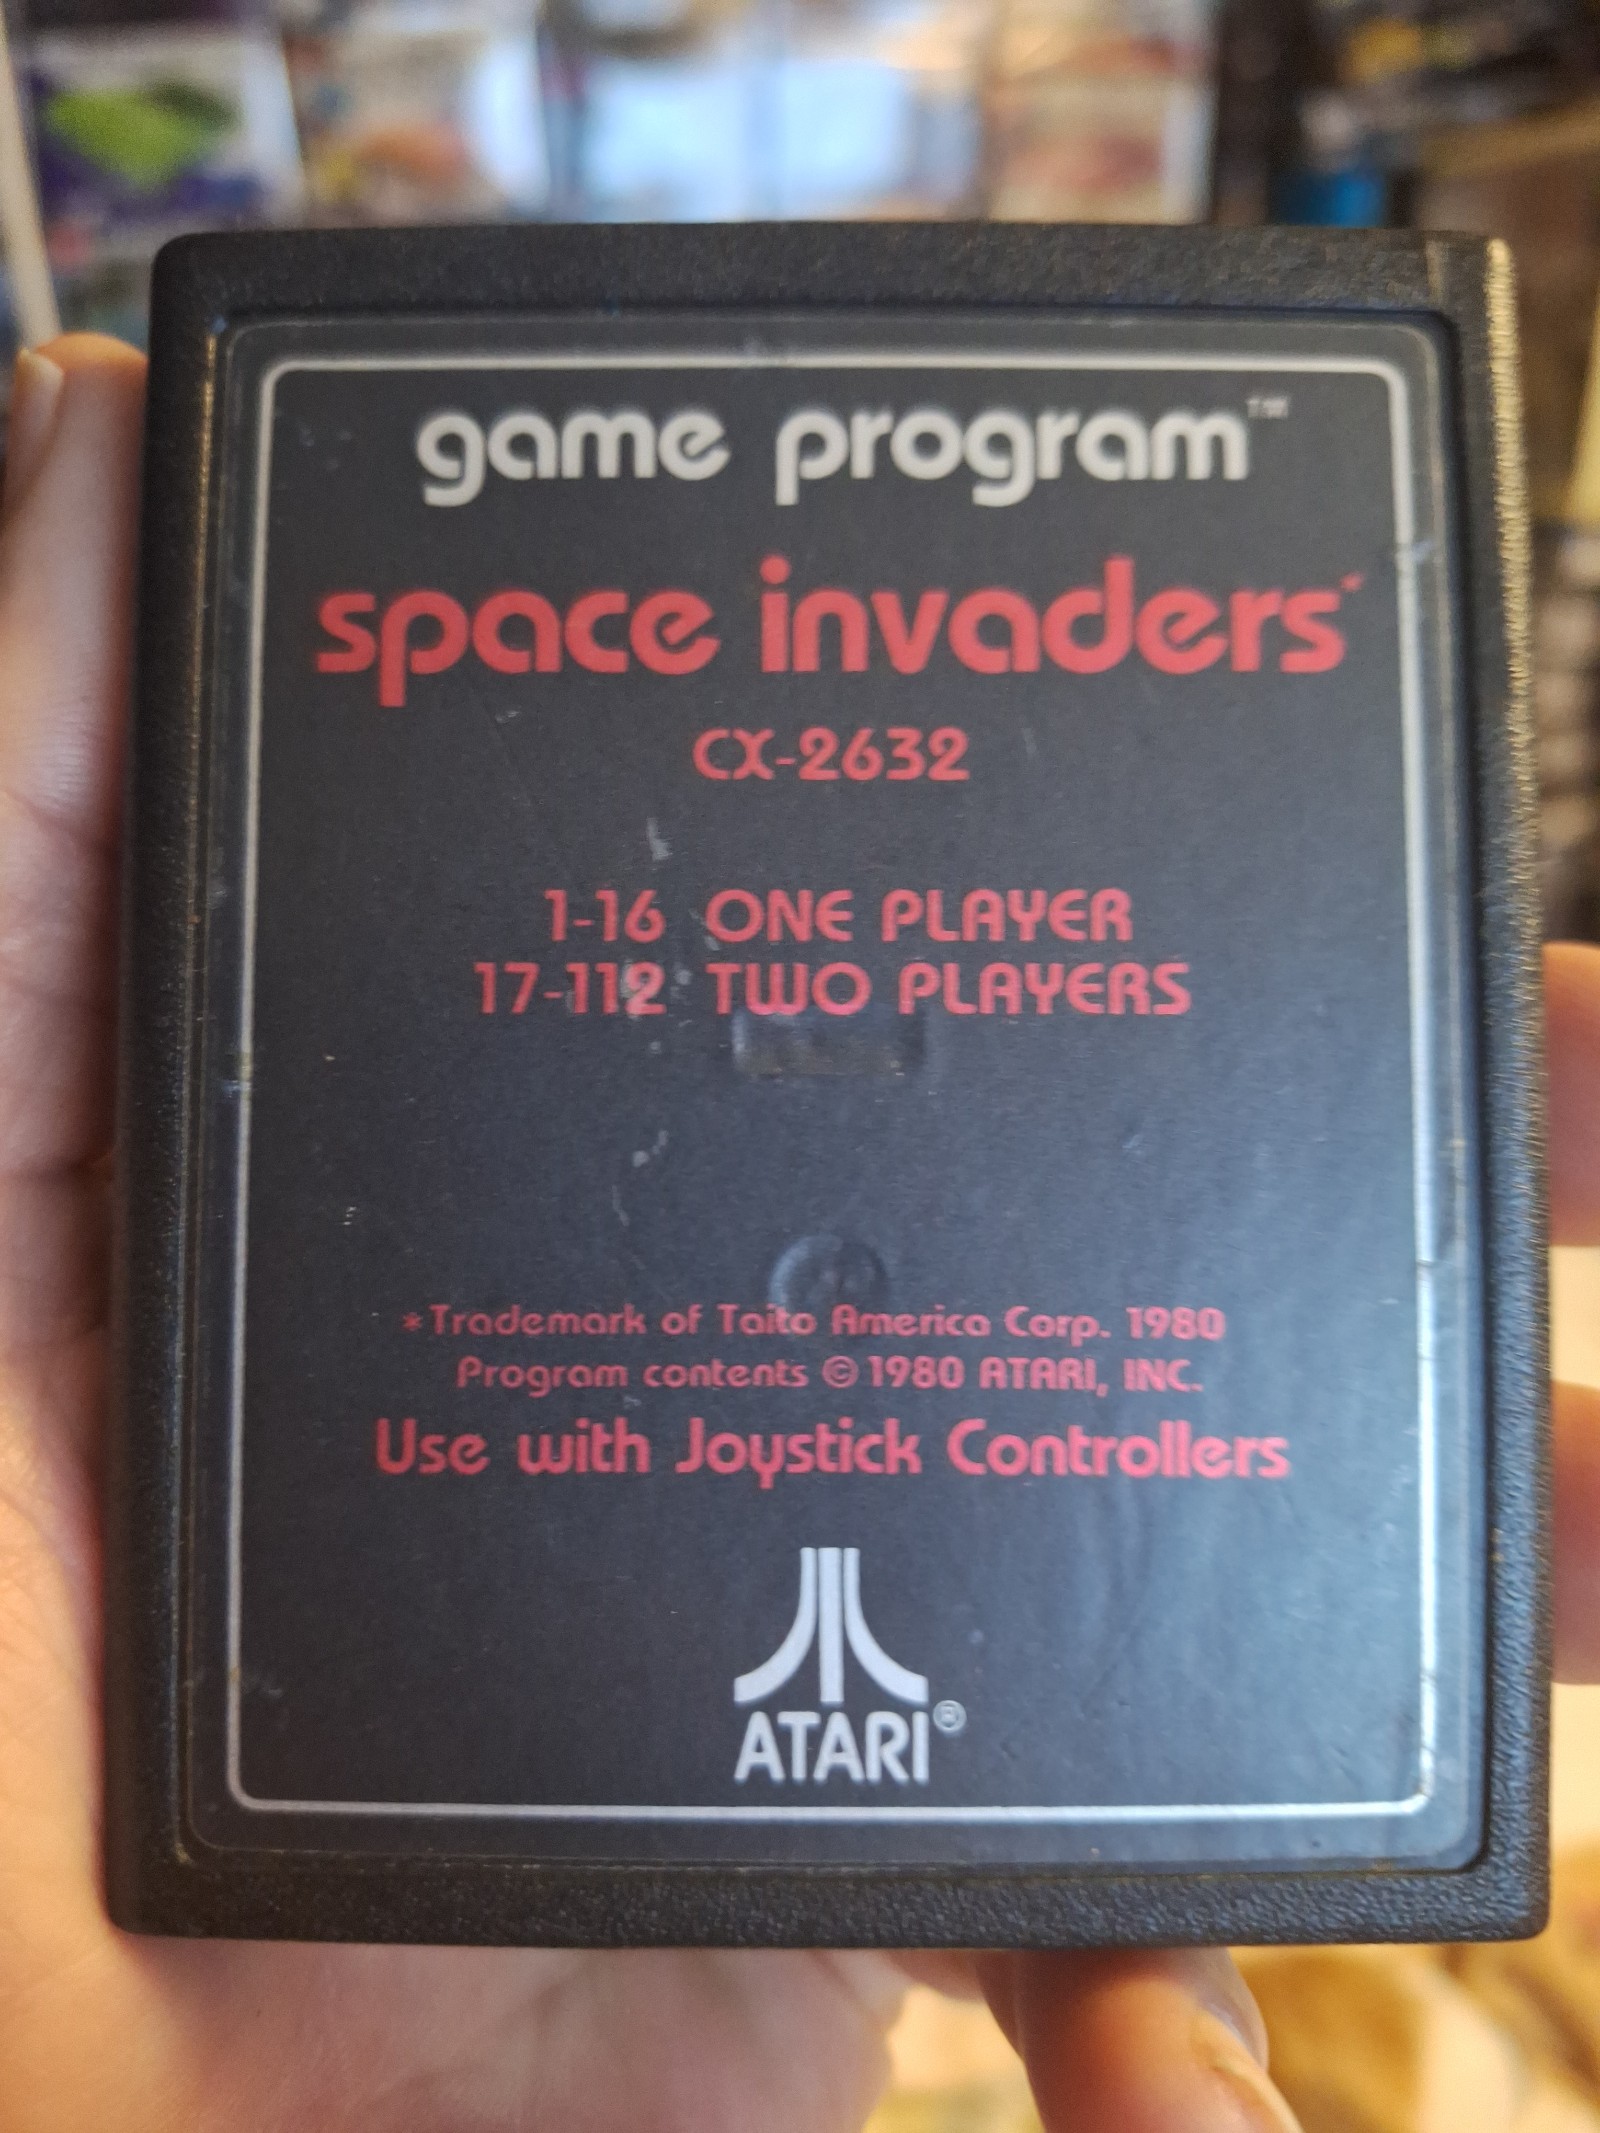 game program™
space invaders*
CX-2632
1-16 ONE PLAYER
17-112 TWO PLAYERS
*Trademark of Taito America Corp. 1980
Program contents © 1980 ATARI, INC.
Use with Joystick Controllers
ATARI®